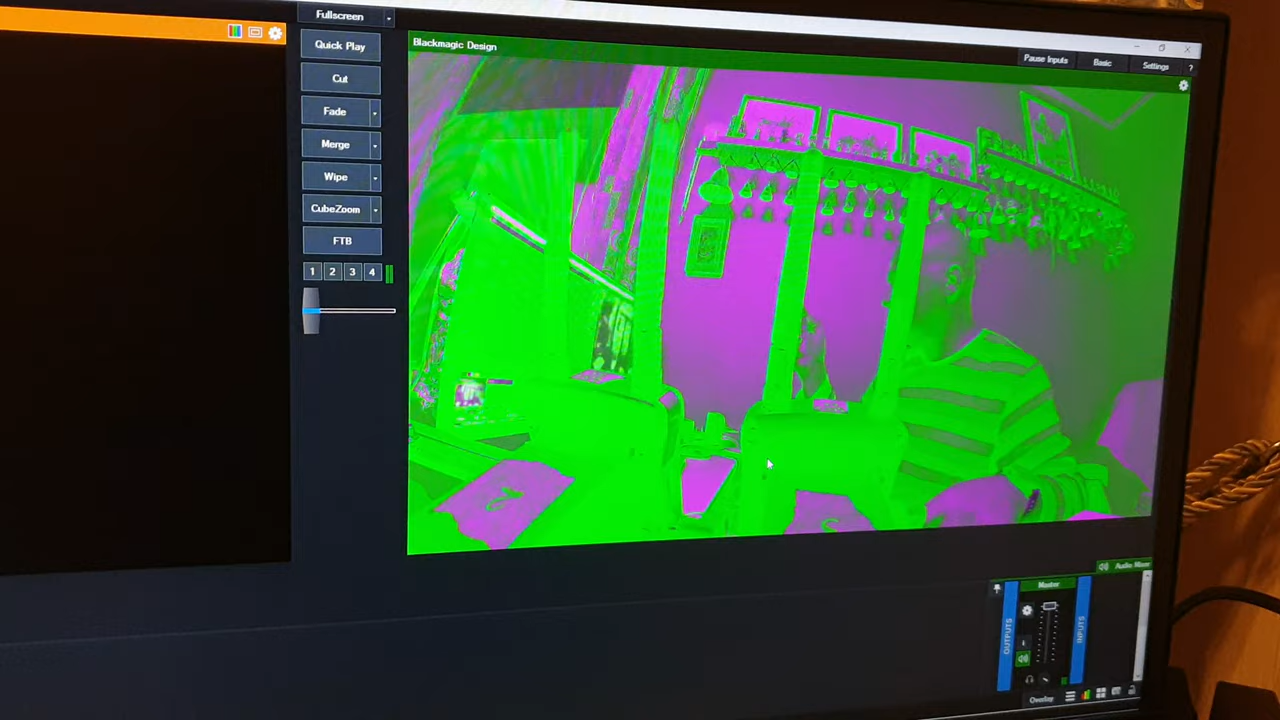 Fullscreen
Quick Play
Cut
Fade
Merge
Wipe
CubeZoom
FTB
1 2 3 4
Blackmagic Design
Pause Inputs
Basic
Settings
?
Audio Mixer
Master
OUTPUTS
INPUTS
Overlay